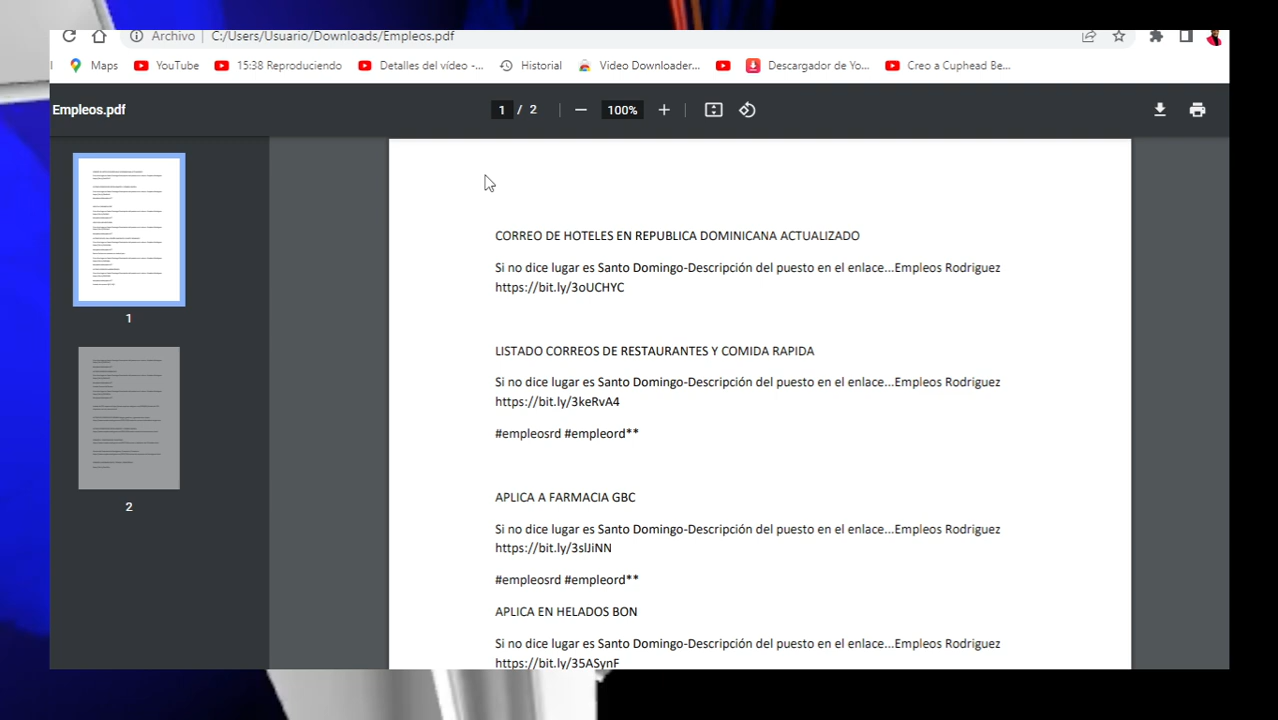 Archivo C:/Users/Usuario/Downloads/Empleos.pdf
Maps YouTube 15:38 Reproduciendo Detalles del vídeo -... Historial Video Downloader... Descargador de Yo... Creo a Cuphead Be...
Empleos.pdf 1 / 2 100%
CORREO DE HOTELES EN REPUBLICA DOMINICANA ACTUALIZADO
Si no dice lugar es Santo Domingo-Descripción del puesto en el enlace...Empleos Rodriguez
https://bit.ly/3oUCHYC
LISTADO CORREOS DE RESTAURANTES Y COMIDA RAPIDA
Si no dice lugar es Santo Domingo-Descripción del puesto en el enlace...Empleos Rodriguez
https://bit.ly/3keRvA4
#empleosrd #empleord**
APLICA A FARMACIA GBC
Si no dice lugar es Santo Domingo-Descripción del puesto en el enlace...Empleos Rodriguez
https://bit.ly/3slJiNN
#empleosrd #empleord**
APLICA EN HELADOS BON
Si no dice lugar es Santo Domingo-Descripción del puesto en el enlace...Empleos Rodriguez
https://bit.ly/35ASynF
1
2